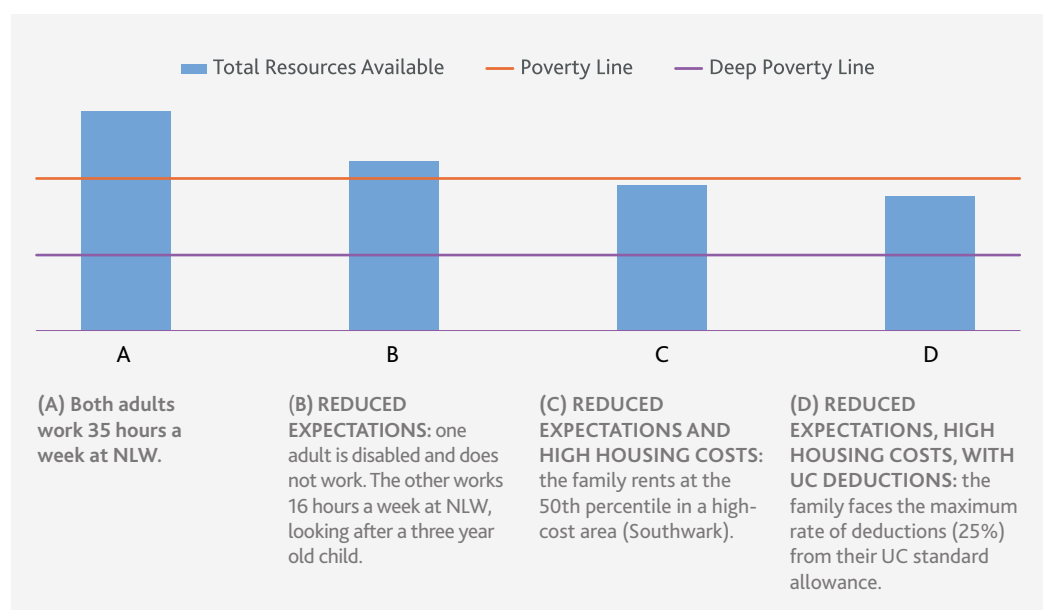 Total Resources Available
Poverty Line
Deep Poverty Line
A
B
C
D
(A) Both adults
work 35 hours a
week at NLW.
(B) REDUCED
EXPECTATIONS: one
adult is disabled and does
not work. The other works
16 hours a week at NLW,
looking after a three year
old child.
(C) REDUCED
EXPECTATIONS AND
HIGH HOUSING COSTS:
the family rents at the
50th percentile in a high-
cost area (Southwark).
(D) REDUCED
EXPECTATIONS, HIGH
HOUSING COSTS, WITH
UC DEDUCTIONS: the
family faces the maximum
rate of deductions (25%)
from their UC standard
allowance.